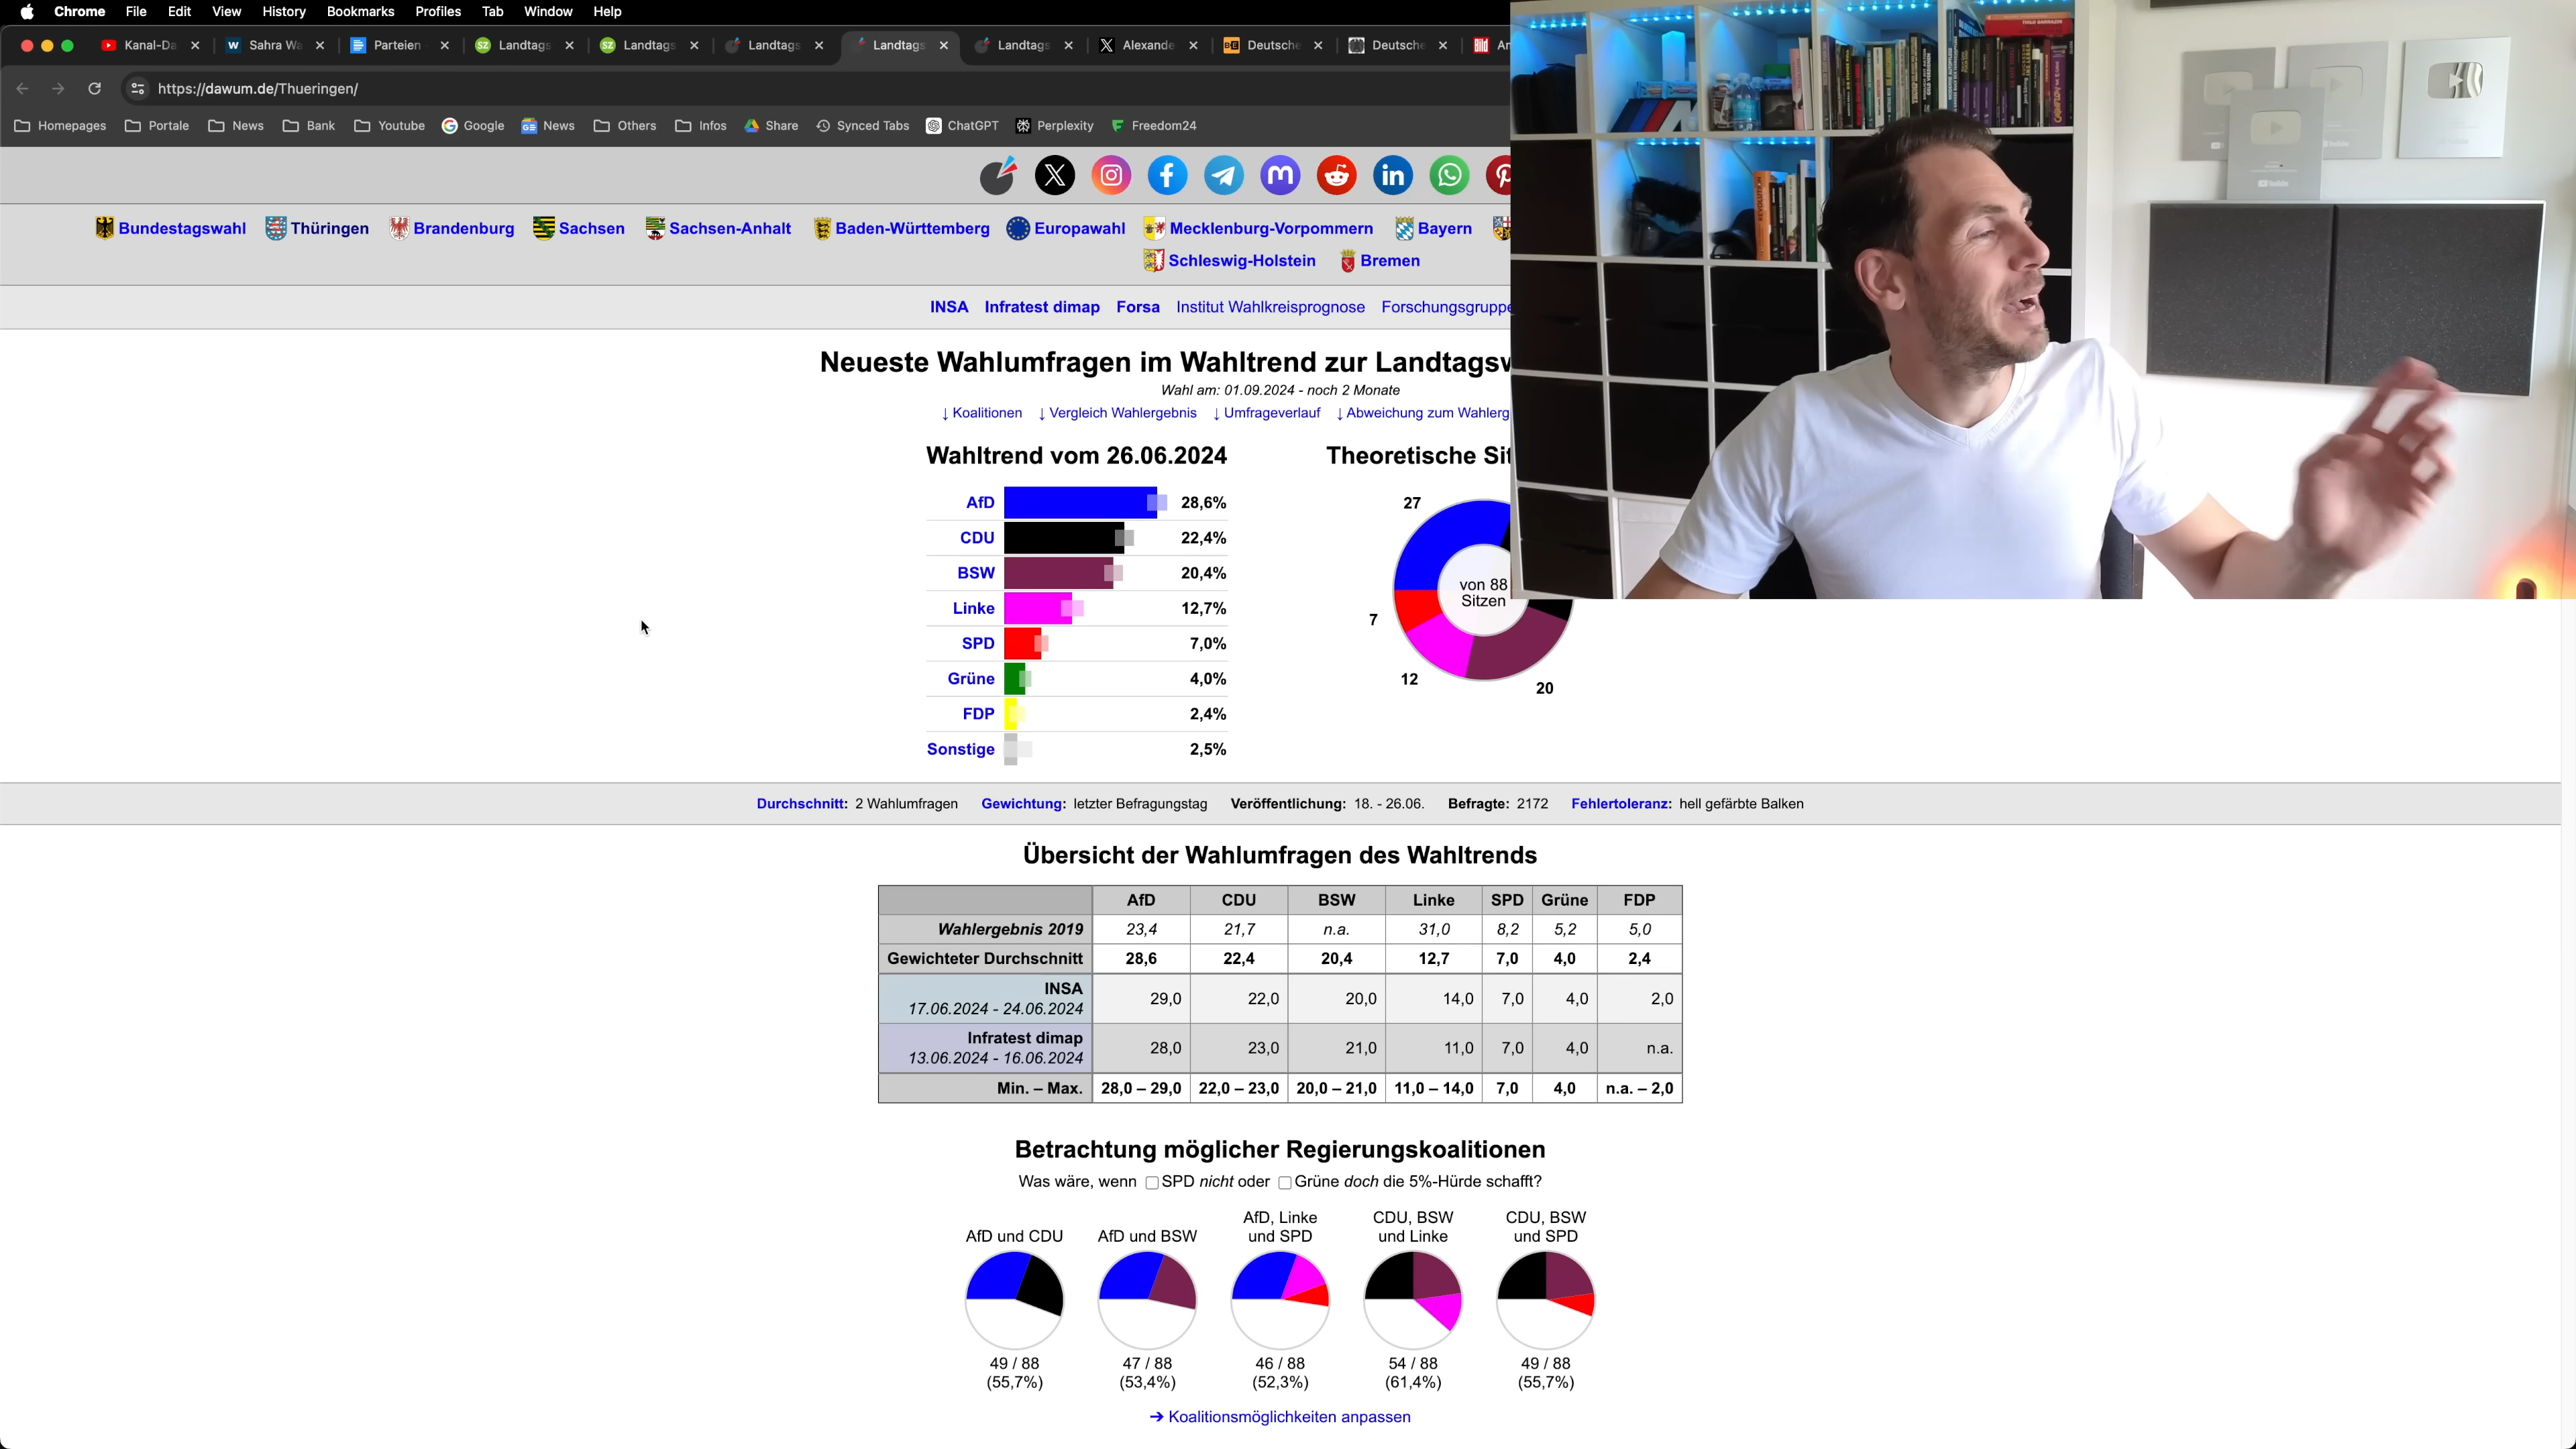 Chrome File Edit View History Bookmarks Profiles Tab Window Help
Kanal-Da Sahra Wa Parteien Landtags Landtags Landtags Landtags Landtags Alexande Deutsche Deutsche
https://dawum.de/Thueringen/
Homepages Portale News Bank Youtube Google News Others Infos Share Synced Tabs ChatGPT Perplexity Freedom24
Bundestagswahl Thüringen Brandenburg Sachsen Sachsen-Anhalt Baden-Württemberg Europawahl Mecklenburg-Vorpommern Bayern
Schleswig-Holstein Bremen
INSA Infratest dimap Forsa Institut Wahlkreisprognose Forschungsgruppe
Neueste Wahlumfragen im Wahltrend zur Landtagsw
Wahl am: 01.09.2024 - noch 2 Monate
↓ Koalitionen ↓ Vergleich Wahlergebnis ↓ Umfrageverlauf ↓ Abweichung zum Wahlerg
Wahltrend vom 26.06.2024
AfD 28,6%
CDU 22,4%
BSW 20,4%
Linke 12,7%
SPD 7,0%
Grüne 4,0%
FDP 2,4%
Sonstige 2,5%
Theoretische Sit
27
von 88
Sitzen
7
12
20
Durchschnitt: 2 Wahlumfragen Gewichtung: letzter Befragungstag Veröffentlichung: 18. - 26.06. Befragte: 2172 Fehlertoleranz: hell gefärbte Balken
Übersicht der Wahlumfragen des Wahltrends
AfD CDU BSW Linke SPD Grüne FDP
Wahlergebnis 2019 23,4 21,7 n.a. 31,0 8,2 5,2 5,0
Gewichteter Durchschnitt 28,6 22,4 20,4 12,7 7,0 4,0 2,4
INSA
17.06.2024 - 24.06.2024 29,0 22,0 20,0 14,0 7,0 4,0 2,0
Infratest dimap
13.06.2024 - 16.06.2024 28,0 23,0 21,0 11,0 7,0 4,0 n.a.
Min. – Max. 28,0 – 29,0 22,0 – 23,0 20,0 – 21,0 11,0 – 14,0 7,0 4,0 n.a. – 2,0
Betrachtung möglicher Regierungskoalitionen
Was wäre, wenn SPD nicht oder Grüne doch die 5%-Hürde schafft?
AfD und CDU
49 / 88
(55,7%)
AfD und BSW
47 / 88
(53,4%)
AfD, Linke
und SPD
46 / 88
(52,3%)
CDU, BSW
und Linke
54 / 88
(61,4%)
CDU, BSW
und SPD
49 / 88
(55,7%)
➔ Koalitionsmöglichkeiten anpassen